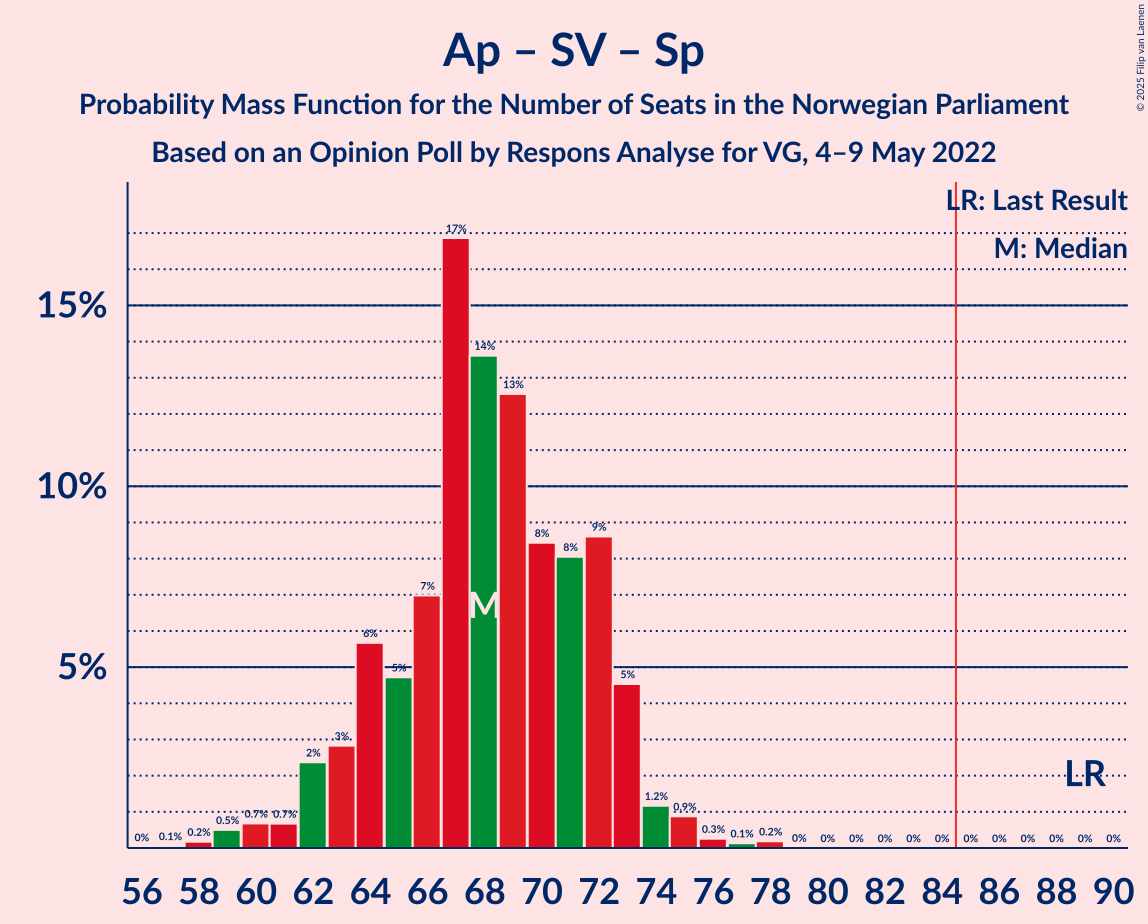 Ap – SV – Sp
Probability Mass Function for the Number of Seats in the Norwegian Parliament
Based on an Opinion Poll by Respons Analyse for VG, 4–9 May 2022
© 2025 Filip van Laenen
LR: Last Result
M: Median
15%
10%
5%
0% 0.1% 0.2% 0.5% 0.7% 0.7% 2% 3% 6% 5% 7% 17% 14% 13% 8% 8% 9% 5% 1.2% 0.9% 0.3% 0.1% 0.2% 0% 0% 0% 0% 0% 0% 0% 0% 0% 0% 0% 0%
M
LR
56 58 60 62 64 66 68 70 72 74 76 78 80 82 84 86 88 90